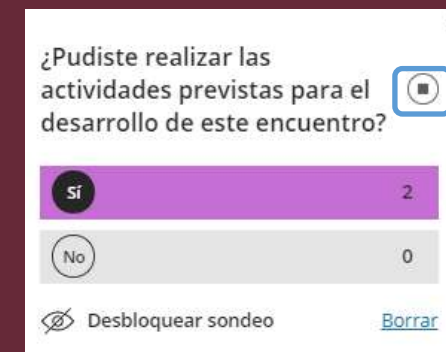 ¿Pudiste realizar las
actividades previstas para el
desarrollo de este encuentro?
Sí 2
No 0
Desbloquear sondeo Borrar